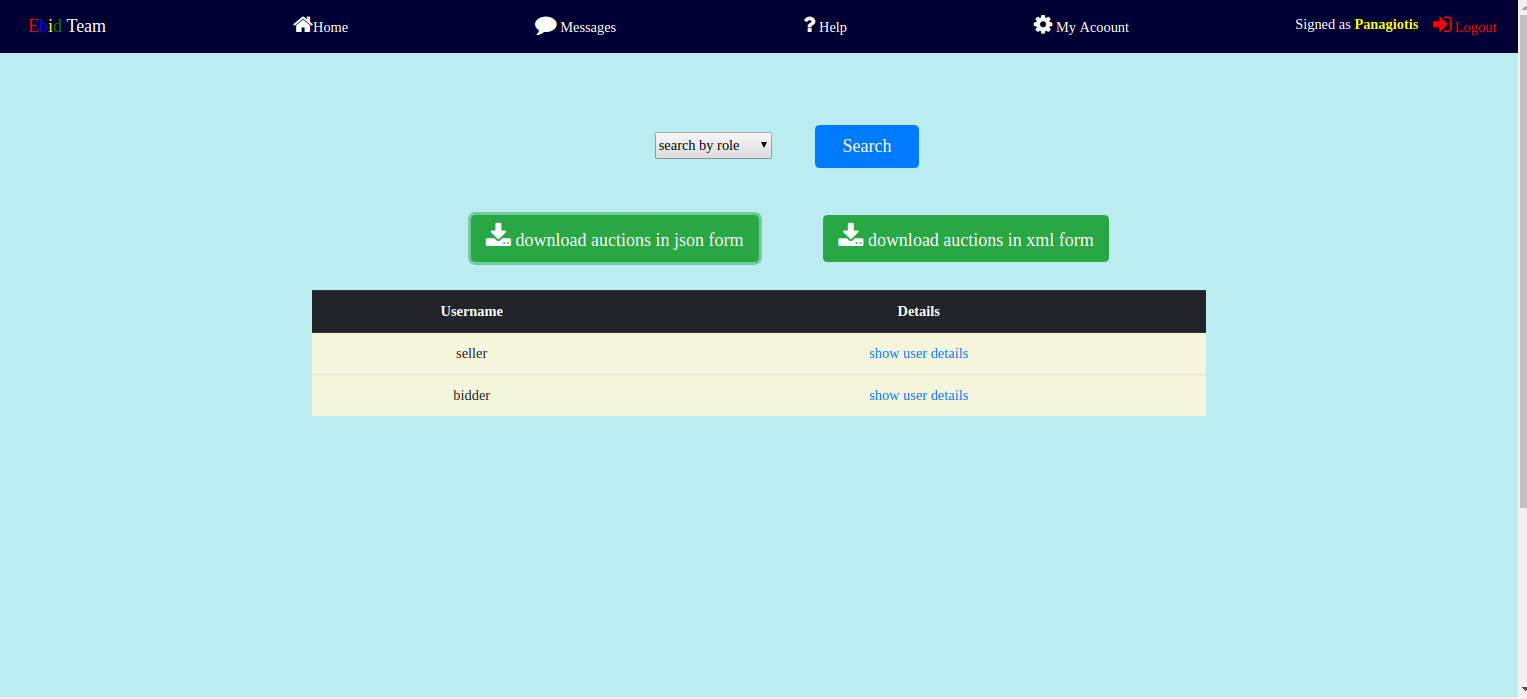 Ebid Team Home Messages ? Help My Acount Signed as Panagiotis Logout
search by role Search
download auctions in json form download auctions in xml form
Username Details
seller show user details
bidder show user details